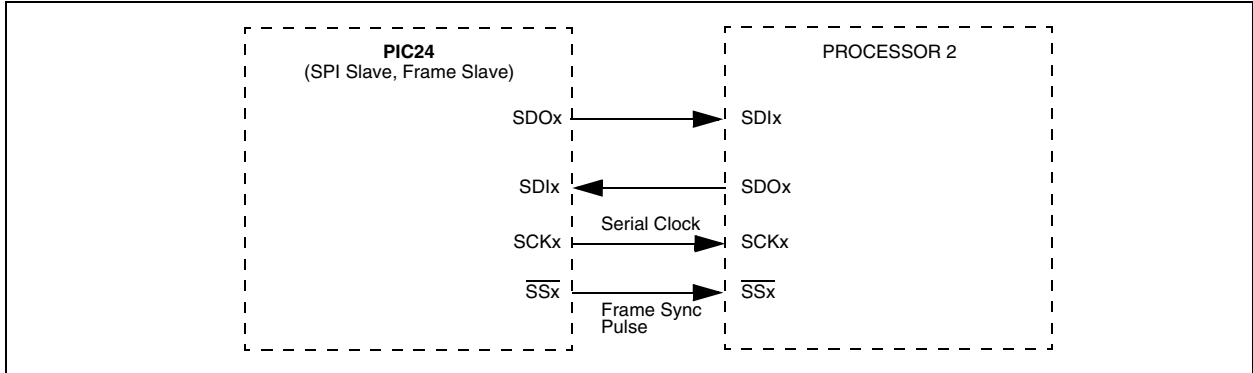 PIC24
(SPI Slave, Frame Slave)
PROCESSOR 2
SDOx
SDIx
SDIx
SDOx
Serial Clock
SCKx
SCKx
SSx
SSx
Frame Sync
Pulse